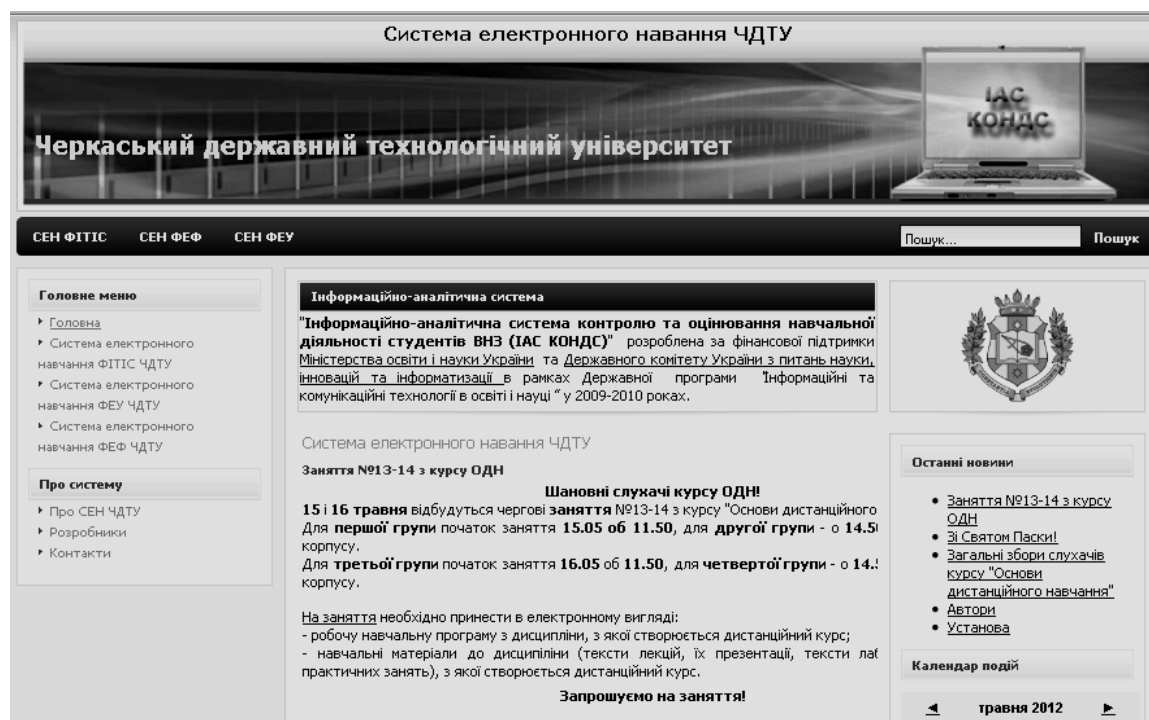 Система електронного навання ЧДТУ
ІАС
КОНДС
Черкаський державний технологічний університет
СЕН ФІТІС СЕН ФЕФ СЕН ФЕУ Пошук... Пошук
Головне меню
Головна
Система електронного
навчання ФІТІС ЧДТУ
Система електронного
навчання ФЕУ ЧДТУ
Система електронного
навчання ФЕФ ЧДТУ
Про систему
Про СЕН ЧДТУ
Розробники
Контакти
Інформаційно-аналітична система
"Інформаційно-аналітична система контролю та оцінювання навчальної
діяльності студентів ВНЗ (ІАС КОНДС)" розроблена за фінансової підтримки
Міністерства освіти і науки України та Державного комітету України з питань науки,
інновацій та інформатизації в рамках Державної програми "Інформаційні та
комунікаційні технології в освіті і науці " у 2009-2010 роках.
Система електронного навання ЧДТУ
Заняття №13-14 з курсу ОДН
Шановні слухачі курсу ОДН!
15 і 16 травня відбудуться чергові заняття №13-14 з курсу "Основи дистанційного
Для першої групи початок заняття 15.05 об 11.50, для другої групи - о 14.5
корпусу.
Для третьої групи початок заняття 16.05 об 11.50, для четвертої групи - о 14.
корпусу.
На заняття необхідно принести в електронному вигляді:
- робочу навчальну програму з дисципліни, з якої створюється дистанційний курс;
- навчальні матеріали до дисципіліни (тексти лекцій, їх презентації, тексти лаб
практичних занять), з якої створюється дистанційний курс.
Запрошуємо на заняття!
Останні новини
Заняття №13-14 з курсу
ОДН
Зі Святом Паски!
Загальні збори слухачів
курсу "Основи
дистанційного навчання"
Автори
Установа
Календар подій
травня 2012